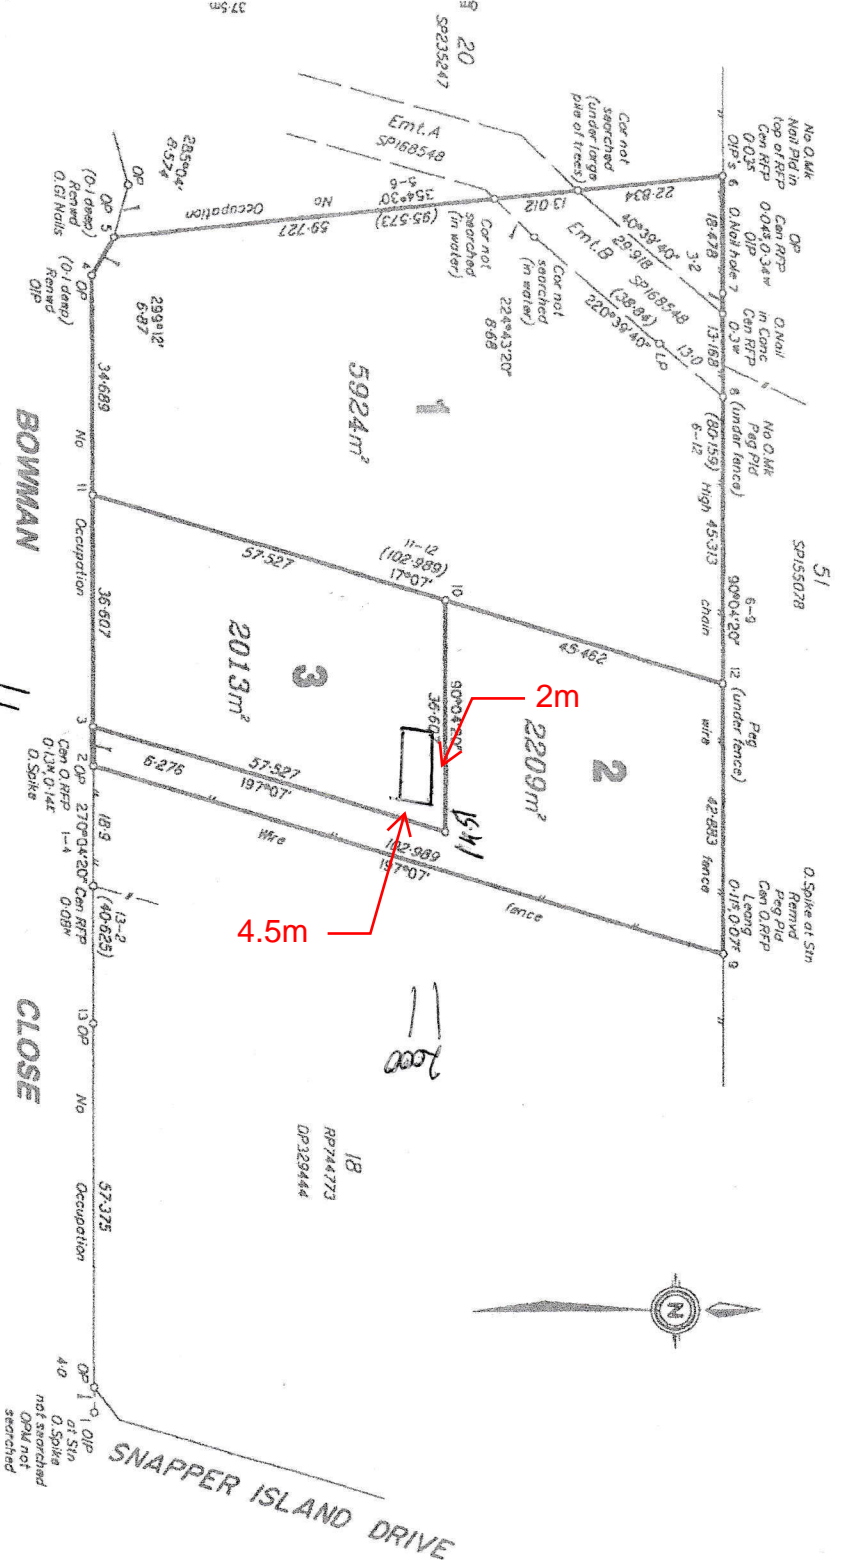 37.5m
0m
20
SP235247
No O.Mk
Nail Pld in
top of RFP
Cen RFP
0·035
OIP's
6
OP
Cen RFP
0·04S,0·34W
OIP
O.Nail hole 7
O.Nail
in Conc
Cen RFP
0·3W
No O.Mk
Peg Pld
8 (under fence)
51
SP155078
6-9
90°04'20"
Peg
12 (under fence)
O.Spike at Stn
Remvd
Peg Pld
Cen O.RFP
Leang
0·11S,0·07E
9
18·478
13·168
(80·159)
6-12
High
45·313
chain
wire
42·883
fence
Cor not
searched
(under large
pile of trees)
22·834
13·012
Emt.A
SP168548
40°39'40"
29·918
3·2
Emt.B
SP168548
(38·84)
220°39'40"
13·0
LP
Cor not
searched
(in water)
Cor not
searched
(in water)
224°43'20"
8·68
5-6
354°30'
(95·573)
59·727
No
Occupation
285°04'
8·574
OP
5
OP
(0·1 deep)
Renwd
O.GI Nails
4
OP
(0·1 deep)
Renwd
OIP
299°12'
6·87
1
5924m²
11-12
(102·989)
17°07'
57·527
10
45·462
2
2209m²
90°04'20"
36·607
2m
3
2013m²
15.41
4.5m
57·527
197°07'
6·276
102·989
197°07'
Wire
fence
34·689
No
11
Occupation
36·607
3
2 OP
Cen O.RFP
0·13N,0·14E
O.Spike
18·9
270°04'20"
1-4
Cen RFP
0·08N
13-2
(40·625)
13 OP
No
57·375
Occupation
OP
1 OIP
at Stn
O.Spike
not searched
OPM not
searched
4·0
2000
18
RP744773
DP329444
N
BOWMAN
CLOSE
SNAPPER ISLAND DRIVE